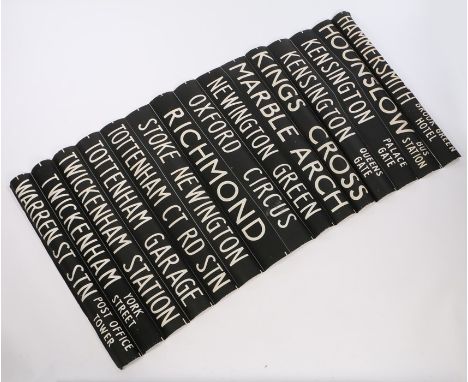 HAMMERSMITH BROOK GREEN
HOTEL
HOUNSLOW BUS
STATION
KENSINGTON PALACE
GATE
KENSINGTON QUEENS
GATE
KINGS CROSS
MARBLE ARCH
NEWINGTON GREEN
OXFORD CIRCUS
RICHMOND
STOKE NEWINGTON
TOTTENHAM CT RD STN
TOTTENHAM GARAGE
TWICKENHAM STATION
TWICKENHAM YORK
STREET
WARREN ST STN POST OFFICE
TOWER